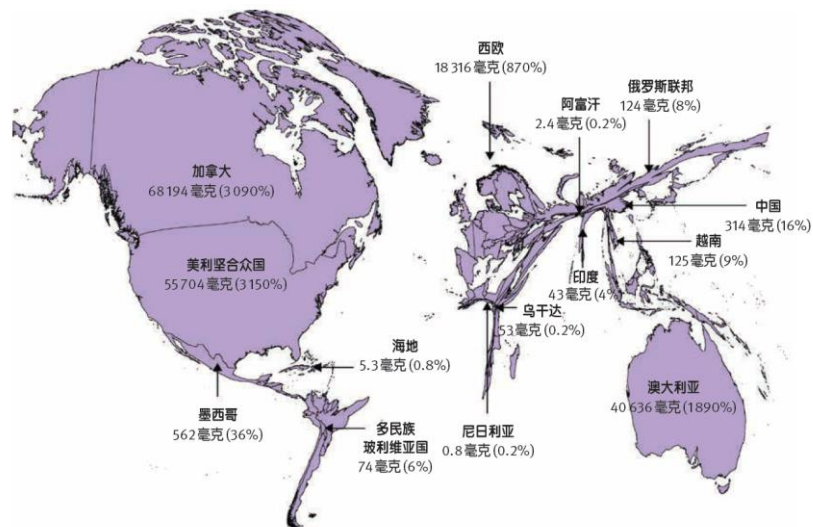 西欧
18 316 毫克 (870%)
俄罗斯联邦
124 毫克 (8%)
阿富汗
2.4 毫克 (0.2%)
加拿大
68 194 毫克 (3 090%)
中国
314 毫克 (16%)
越南
125 毫克 (9%)
美利坚合众国
55 704 毫克 (3150%)
印度
43 毫克 (4%)
乌干达
53 毫克 (0.2%)
海地
5.3 毫克 (0.8%)
澳大利亚
40 636 毫克 (1890%)
墨西哥
562 毫克 (36%)
多民族
玻利维亚国
74 毫克 (6%)
尼日利亚
0.8 毫克 (0.2%)